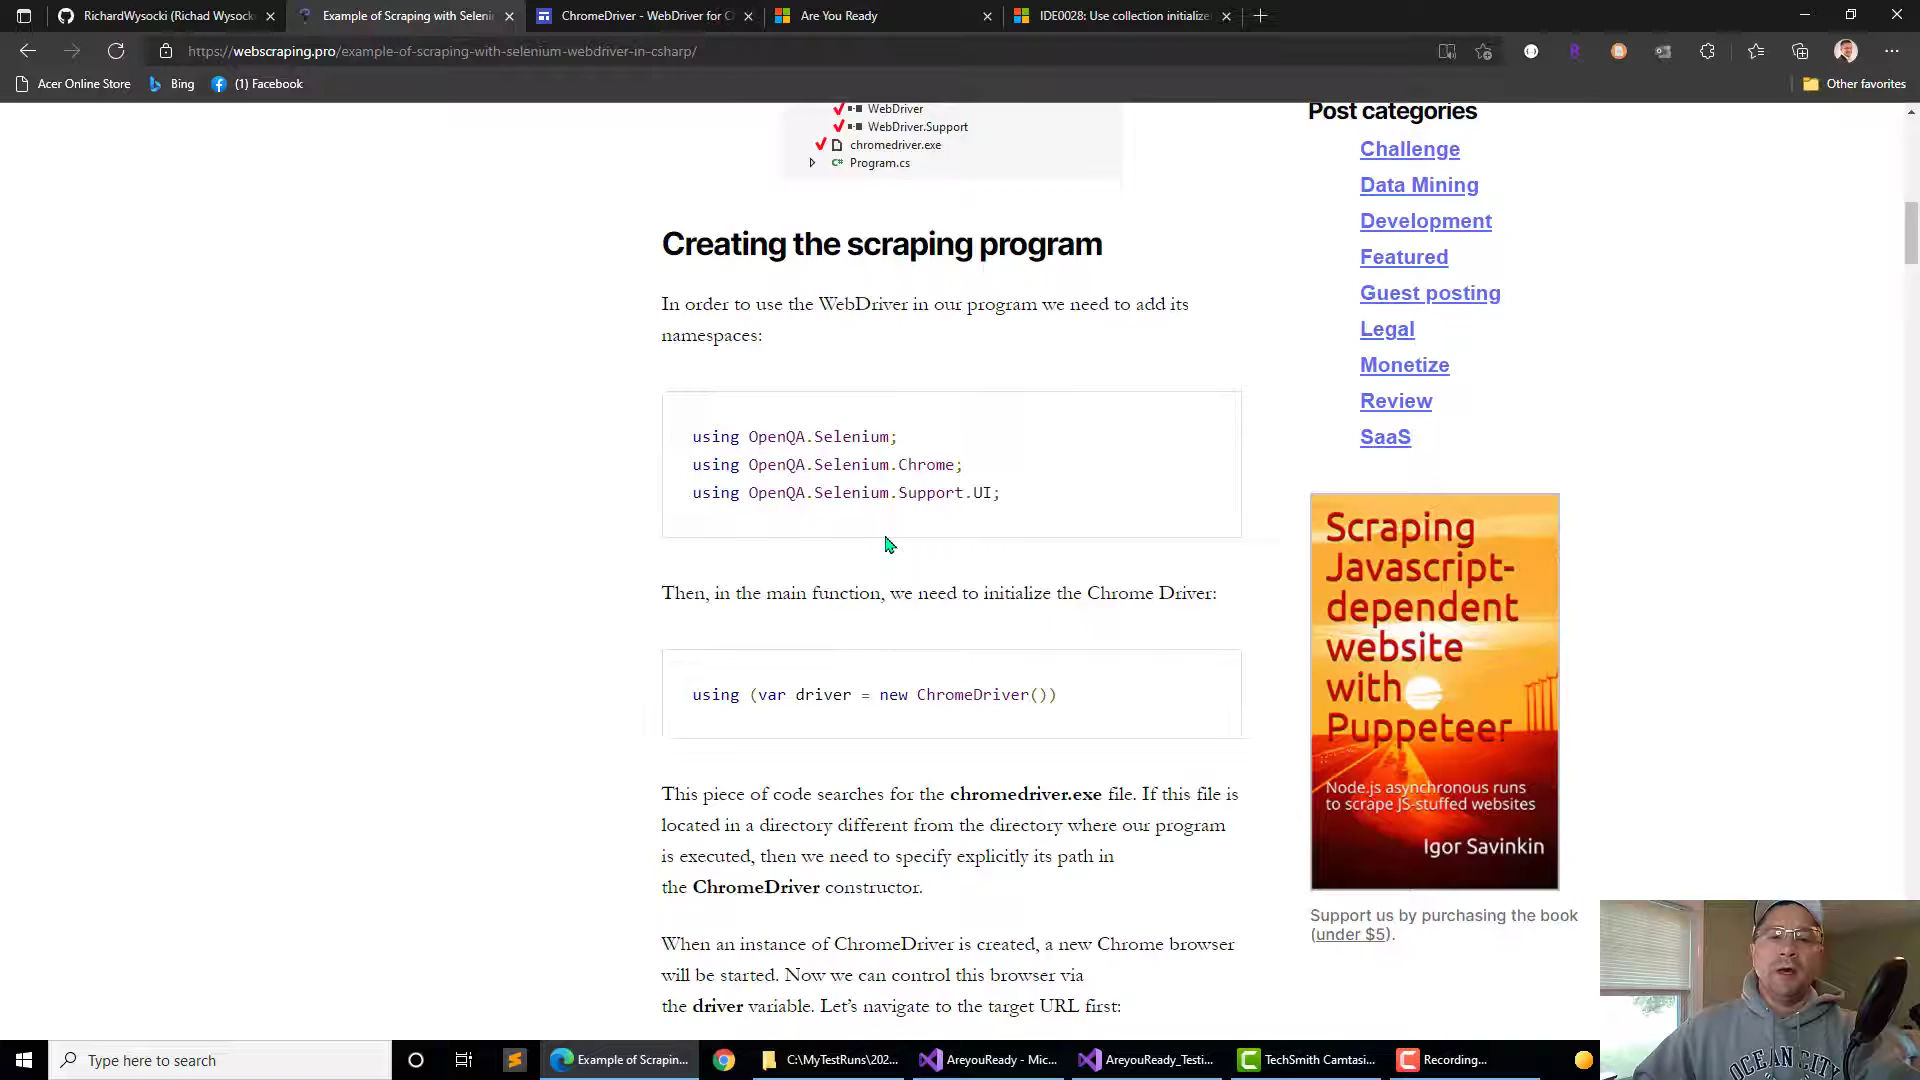 RichardWysocki (Richad Wysock
Example of Scraping with Seleni
ChromeDriver - WebDriver for C
Are You Ready
IDE0028: Use collection initialize
https://webscraping.pro/example-of-scraping-with-selenium-webdriver-in-csharp/
Acer Online Store
Bing
(1) Facebook
Other favorites
WebDriver
WebDriver.Support
chromedriver.exe
C# Program.cs
Creating the scraping program
In order to use the WebDriver in our program we need to add its
namespaces:
using OpenQA.Selenium;
using OpenQA.Selenium.Chrome;
using OpenQA.Selenium.Support.UI;
Then, in the main function, we need to initialize the Chrome Driver:
using (var driver = new ChromeDriver())
This piece of code searches for the chromedriver.exe file. If this file is
located in a directory different from the directory where our program
is executed, then we need to specify explicitly its path in
the ChromeDriver constructor.
When an instance of ChromeDriver is created, a new Chrome browser
will be started. Now we can control this browser via
the driver variable. Let's navigate to the target URL first:
Post categories
Challenge
Data Mining
Development
Featured
Guest posting
Legal
Monetize
Review
SaaS
Scraping
Javascript-
dependent
website
with
Puppeteer
Node.js asynchronous runs
to scrape JS-stuffed websites
Igor Savinkin
Support us by purchasing the book
(under $5).
OCEAN CITY
Type here to search
Example of Scrapin...
C:\MyTestRuns\202...
AreyouReady - Mic...
AreyouReady_Testi...
TechSmith Camtasi...
Recording...